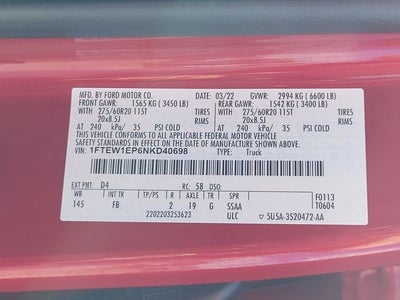 MFD. BY FORD MOTOR CO. 03/22 GVWR: 2994 KG (6600 LB)
FRONT GAWR: 1565 KG (3450 LB) REAR GAWR: 1542 KG (3400 LB)
WITH 275/60R20 115T TIRES WITH 275/60R20 115T TIRES
20x8.5J RIMS 20x8.5J RIMS
AT 240 kPa/ 35 PSI COLD AT 240 kPa/ 35 PSI COLD
THIS VEHICLE CONFORMS TO ALL APPLICABLE FEDERAL MOTOR VEHICLE
SAFETY STANDARDS IN EFFECT ON THE DATE OF MANUFACTURE SHOWN ABOVE.
VIN: 1FTEW1EP6NKD40698 TYPE: Truck
EXT PNT: D4 RC: 58 DSO:
WB INT TR TP/PS R AXLE TR SPR F0113
145 FB 2 19 G SSAA T0604
2202203253623 ULC 5U5A-3520472-AA